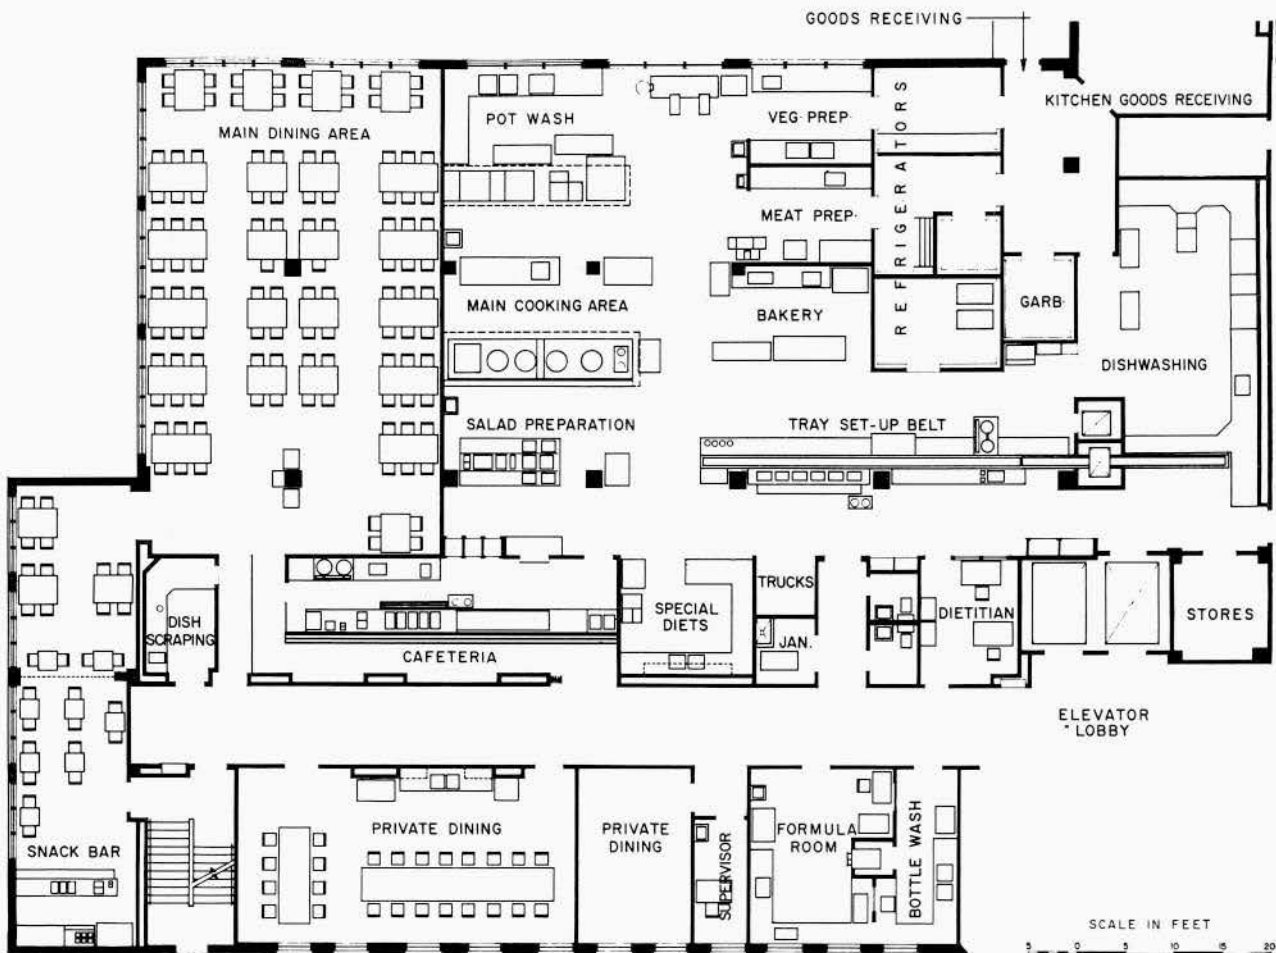 GOODS RECEIVING
KITCHEN GOODS RECEIVING
MAIN DINING AREA
POT WASH
VEG. PREP.
REFRIGERATORS
MEAT PREP.
MAIN COOKING AREA
BAKERY
GARB.
DISHWASHING
SALAD PREPARATION
TRAY SET-UP BELT
DISH
SCRAPING
CAFETERIA
SPECIAL
DIETS
TRUCKS
JAN.
DIETITIAN
STORES
ELEVATOR
LOBBY
SNACK BAR
PRIVATE DINING
PRIVATE
DINING
SUPERVISOR
FORMULA
ROOM
BOTTLE WASH
SCALE IN FEET
5 0 5 10 15 20